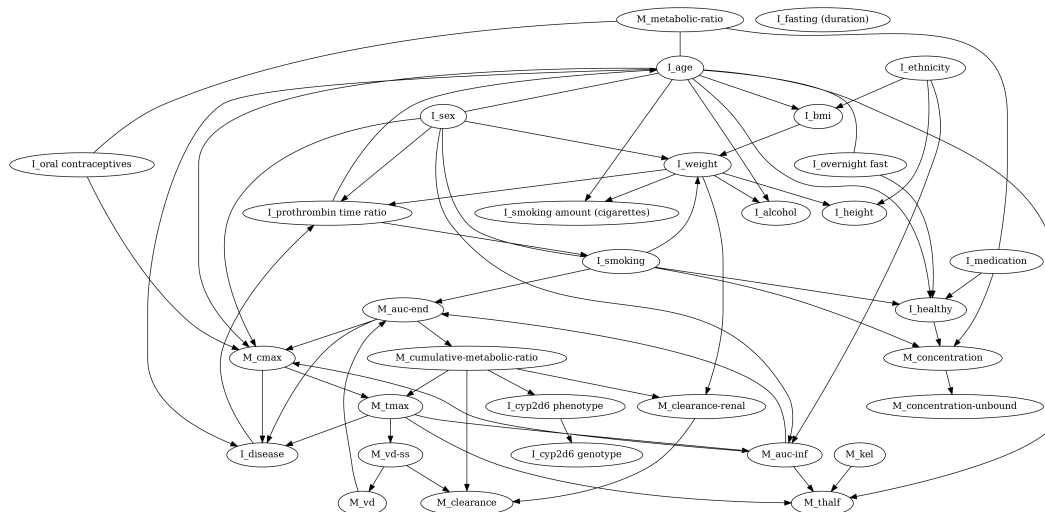 M_metabolic-ratio
I_fasting (duration)
I_age
I_ethnicity
I_sex
I_bmi
I_oral contraceptives
I_weight
I_overnight fast
I_prothrombin time ratio
I_smoking amount (cigarettes)
I_alcohol
I_height
I_smoking
I_medication
M_auc-end
I_healthy
M_cmax
M_cumulative-metabolic-ratio
M_concentration
M_tmax
I_cyp2d6 phenotype
M_clearance-renal
M_concentration-unbound
I_disease
M_vd-ss
I_cyp2d6 genotype
M_auc-inf
M_kel
M_vd
M_clearance
M_thalf